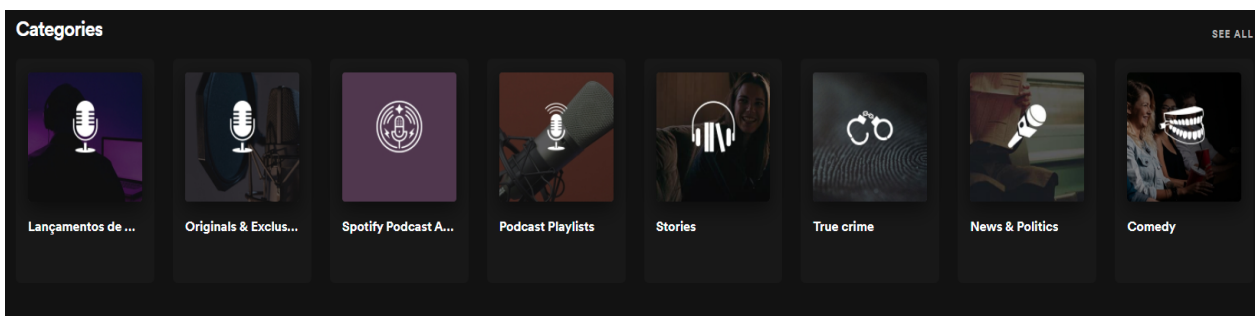 Categories
SEE ALL
Lançamentos de ...
Originals & Exclus...
Spotify Podcast A...
Podcast Playlists
Stories
True crime
News & Politics
Comedy